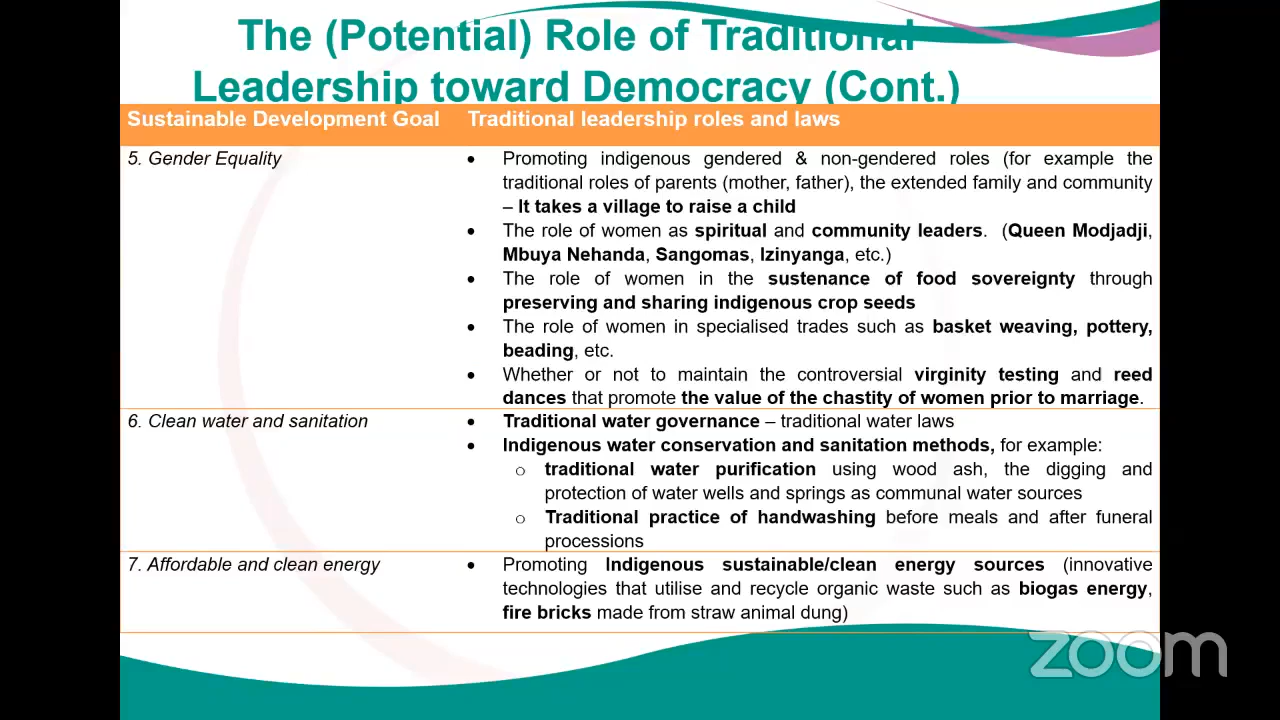 The (Potential) Role of Traditional
Leadership toward Democracy (Cont.)
Sustainable Development Goal Traditional leadership roles and laws
5. Gender Equality
• Promoting indigenous gendered & non-gendered roles (for example the
traditional roles of parents (mother, father), the extended family and community
– It takes a village to raise a child
• The role of women as spiritual and community leaders. (Queen Modjadji,
Mbuya Nehanda, Sangomas, Izinyanga, etc.)
• The role of women in the sustenance of food sovereignty through
preserving and sharing indigenous crop seeds
• The role of women in specialised trades such as basket weaving, pottery,
beading, etc.
• Whether or not to maintain the controversial virginity testing and reed
dances that promote the value of the chastity of women prior to marriage.
6. Clean water and sanitation
• Traditional water governance – traditional water laws
• Indigenous water conservation and sanitation methods, for example:
o traditional water purification using wood ash, the digging and
protection of water wells and springs as communal water sources
o Traditional practice of handwashing before meals and after funeral
processions
7. Affordable and clean energy
• Promoting Indigenous sustainable/clean energy sources (innovative
technologies that utilise and recycle organic waste such as biogas energy,
fire bricks made from straw animal dung)
zoom